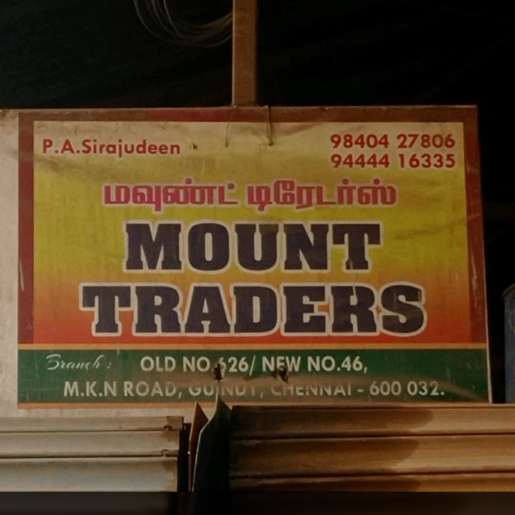 P.A.Sirajudeen
98404 27806
94444 16335
மவுண்ட் டிரேடர்ஸ்
MOUNT
TRADERS
Branch : OLD NO.626/ NEW NO.46,
M.K.N ROAD, GUINDY, CHENNAI - 600 032.